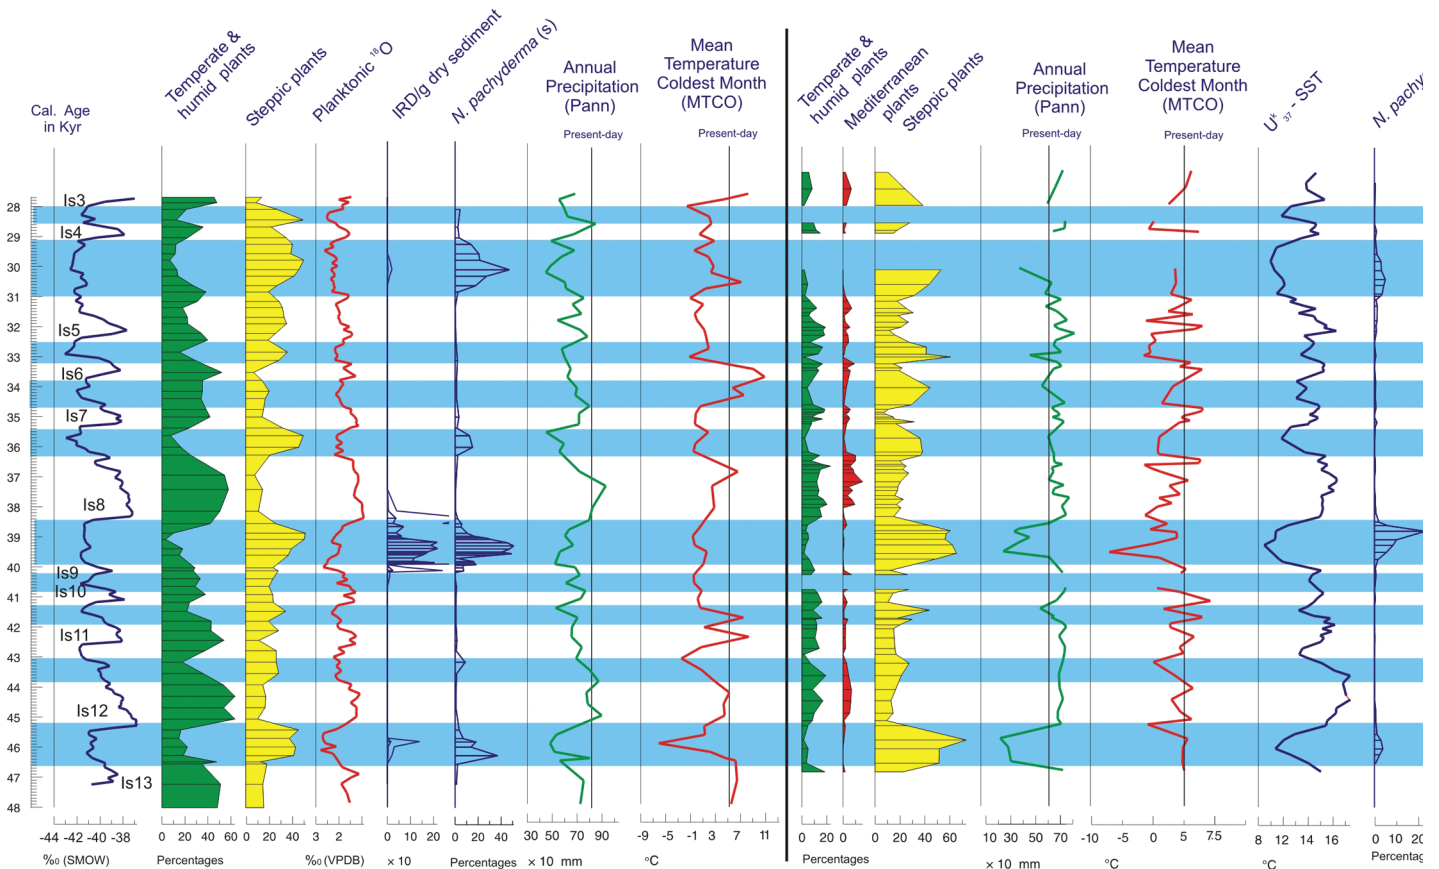 Cal. Age
in Kyr
Temperate &
humid plants
Steppic plants
Planktonic ¹⁸O
IRD/g dry sediment
N. pachyderma (s)
Annual
Precipitation
(Pann)
Present-day
Mean
Temperature
Coldest Month
(MTCO)
Present-day
Temperate &
humid plants
Mediterranean
plants
Steppic plants
Annual
Precipitation
(Pann)
Present-day
Mean
Temperature
Coldest Month
(MTCO)
Present-day
Uᵏ₃₇ - SST
N. pachy
Is3
28
Is4
29
30
31
Is5
32
33
Is6
34
Is7
35
36
37
Is8
38
39
40
Is9
Is10
41
Is11
42
43
44
Is12
45
46
Is13
47
48
-44 -42 -40 -38
0 20 40 60
0 20 40
3 2
0 10 20
0 20 40
30 50 70 90
-9 -5 -1 3 7 11
0 20
0
0 20 40 60
10 30 50 70
-10 -5 0 5 7.5
8 12 14 16
0 10 20
‰ (SMOW)
Percentages
‰ (VPDB)
× 10
Percentages
× 10 mm
°C
Percentages
× 10 mm
°C
°C
Percentag